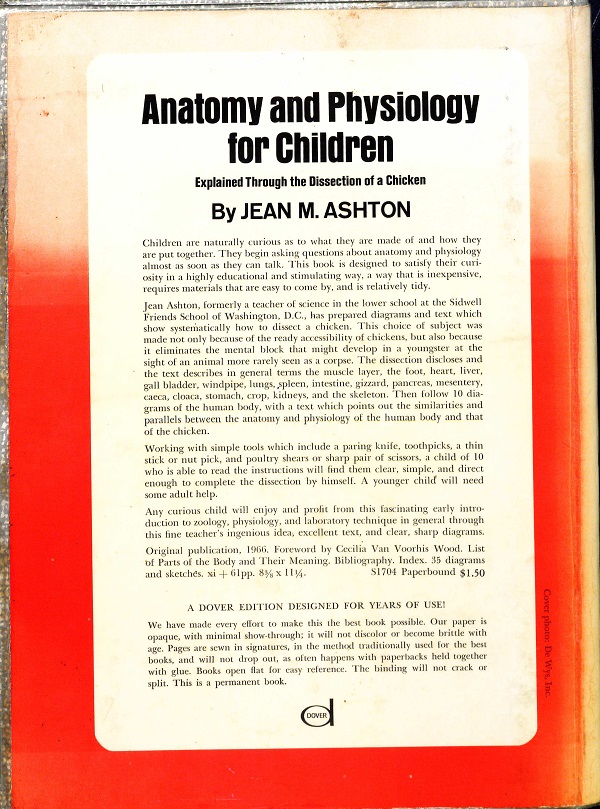 Anatomy and Physiology
for Children
Explained Through the Dissection of a Chicken
By JEAN M. ASHTON
Children are naturally curious as to what they are made of and how they
are put together. They begin asking questions about anatomy and physiology
almost as soon as they can talk. This book is designed to satisfy their curi-
osity in a highly educational and stimulating way, a way that is inexpensive,
requires materials that are easy to come by, and is relatively tidy.
Jean Ashton, formerly a teacher of science in the lower school at the Sidwell
Friends School of Washington, D.C., has prepared diagrams and text which
show systematically how to dissect a chicken. This choice of subject was
made not only because of the ready accessibility of chickens, but also because
it eliminates the mental block that might develop in a youngster at the
sight of an animal more rarely seen as a corpse. The dissection discloses and
the text describes in general terms the muscle layer, the foot, heart, liver,
gall bladder, windpipe, lungs, spleen, intestine, gizzard, pancreas, mesentery,
caeca, cloaca, stomach, crop, kidneys, and the skeleton. Then follow 10 dia-
grams of the human body, with a text which points out the similarities and
parallels between the anatomy and physiology of the human body and that
of the chicken.
Working with simple tools which include a paring knife, toothpicks, a thin
stick or nut pick, and poultry shears or sharp pair of scissors, a child of 10
who is able to read the instructions will find them clear, simple, and direct
enough to complete the dissection by himself. A younger child will need
some adult help.
Any curious child will enjoy and profit from this fascinating early intro-
duction to zoology, physiology, and laboratory technique in general through
this fine teacher's ingenious idea, excellent text, and clear, sharp diagrams.
Original publication, 1966. Foreword by Cecilia Van Voorhis Wood. List
of Parts of the Body and Their Meaning. Bibliography. Index. 35 diagrams
and sketches. xi + 61pp. 8⅜ x 11¼. S1704 Paperbound $1.50
A DOVER EDITION DESIGNED FOR YEARS OF USE!
We have made every effort to make this the best book possible. Our paper is
opaque, with minimal show-through; it will not discolor or become brittle with
age. Pages are sewn in signatures, in the method traditionally used for the best
books, and will not drop out, as often happens with paperbacks held together
with glue. Books open flat for easy reference. The binding will not crack or
split. This is a permanent book.
DOVER
Cover photo: De Wys, Inc.